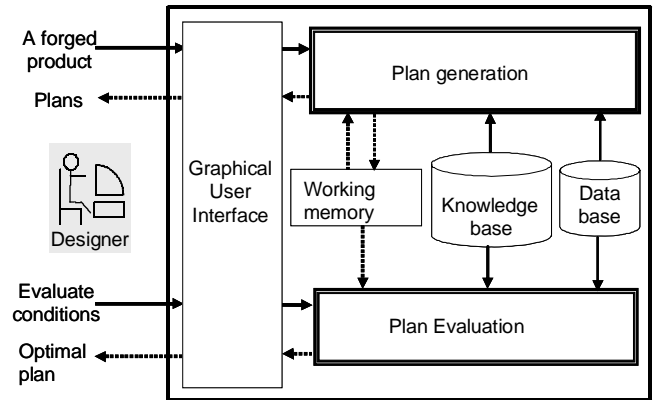 A forged
product
Plans
Designer
Evaluate
conditions
Optimal
plan
Graphical
User
Interface
Plan generation
Working
memory
Knowledge
base
Data
base
Plan Evaluation